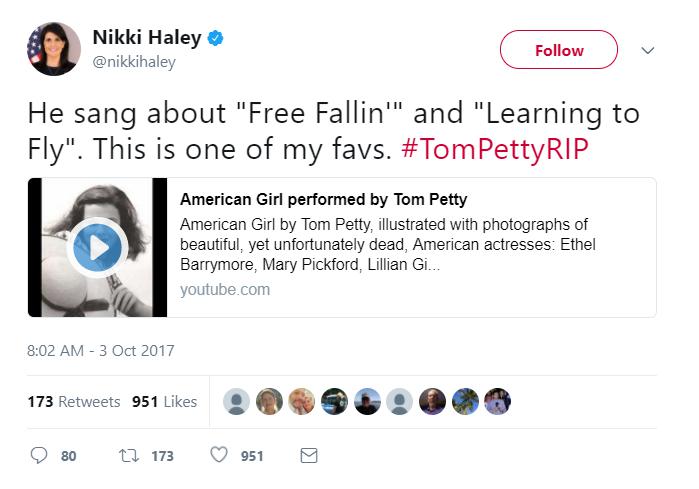 Nikki Haley
@nikkihaley
Follow
He sang about "Free Fallin'" and "Learning to
Fly". This is one of my favs. #TomPettyRIP
American Girl performed by Tom Petty
American Girl by Tom Petty, illustrated with photographs of
beautiful, yet unfortunately dead, American actresses: Ethel
Barrymore, Mary Pickford, Lillian Gi...
youtube.com
8:02 AM - 3 Oct 2017
173 Retweets 951 Likes
80 173 951